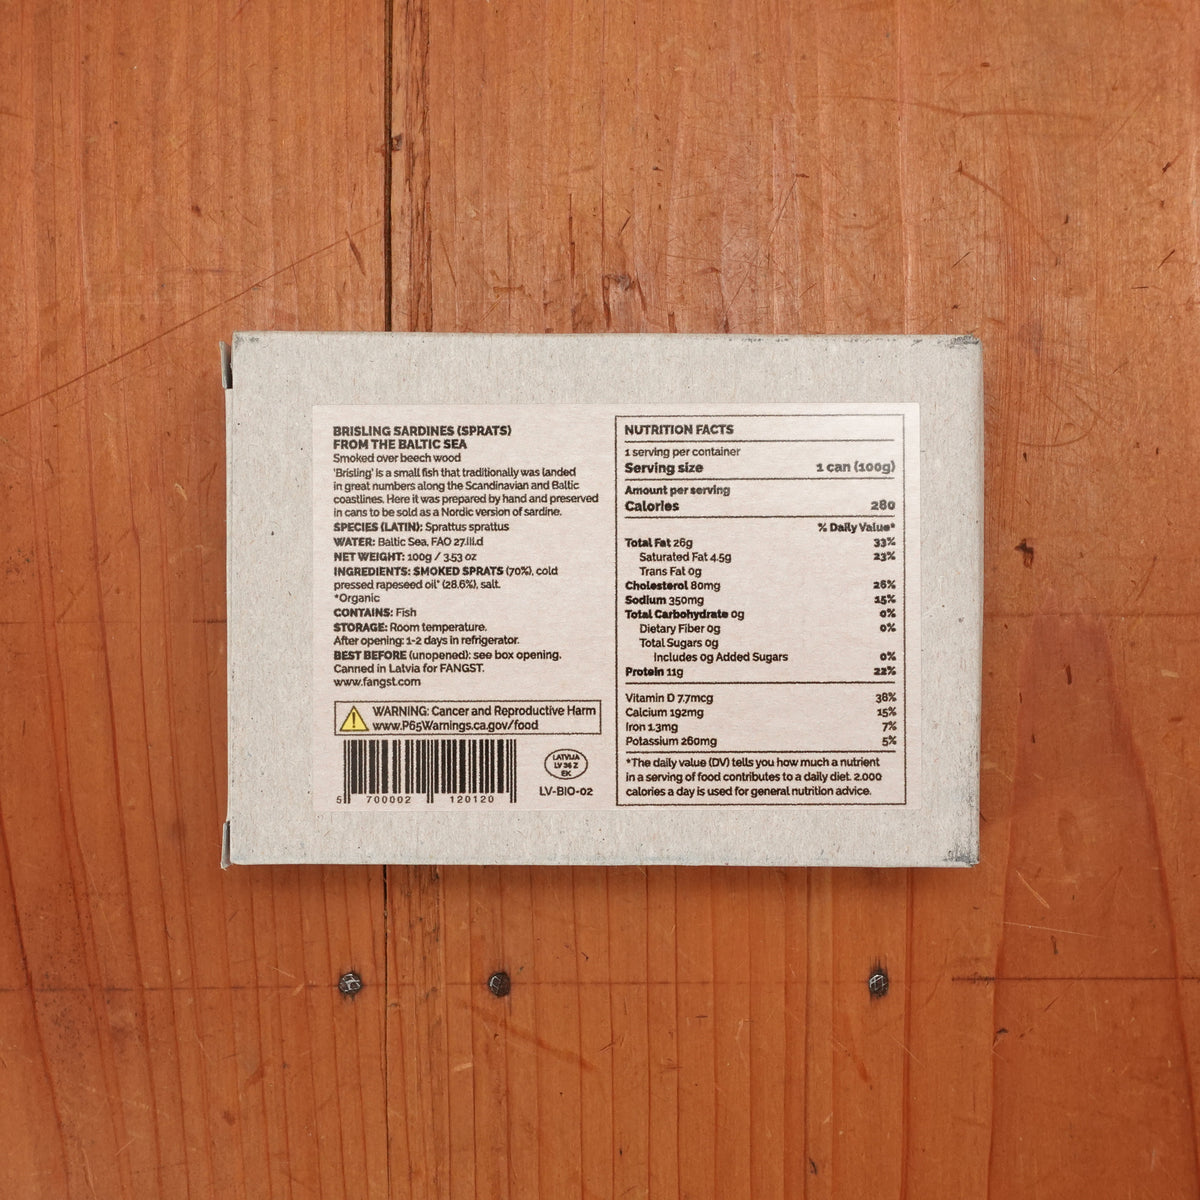 BRISLING SARDINES (SPRATS)
FROM THE BALTIC SEA
Smoked over beech wood
'Brisling' is a small fish that traditionally was landed
in great numbers along the Scandinavian and Baltic
coastlines. Here it was prepared by hand and preserved
in cans to be sold as a Nordic version of sardine.
SPECIES (LATIN): Sprattus sprattus
WATER: Baltic Sea, FAO 27.iii.d
NET WEIGHT: 100g / 3.53 oz
INGREDIENTS: SMOKED SPRATS (70%), cold
pressed rapeseed oil* (28.6%), salt.
*Organic
CONTAINS: Fish
STORAGE: Room temperature.
After opening: 1-2 days in refrigerator.
BEST BEFORE (unopened): see box opening.
Canned in Latvia for FANGST.
www.fangst.com
WARNING: Cancer and Reproductive Harm
www.P65Warnings.ca.gov/food
5 700002 120120
LATVIJA
LV 36 Z
EK
LV-BIO-02
NUTRITION FACTS
1 serving per container
Serving size 1 can (100g)
Amount per serving
Calories 280
% Daily Value*
Total Fat 26g 33%
Saturated Fat 4.5g 23%
Trans Fat 0g
Cholesterol 80mg 26%
Sodium 350mg 15%
Total Carbohydrate 0g 0%
Dietary Fiber 0g 0%
Total Sugars 0g
Includes 0g Added Sugars 0%
Protein 11g 22%
Vitamin D 7,7mcg 38%
Calcium 192mg 15%
Iron 1.3mg 7%
Potassium 260mg 5%
*The daily value (DV) tells you how much a nutrient
in a serving of food contributes to a daily diet. 2.000
calories a day is used for general nutrition advice.